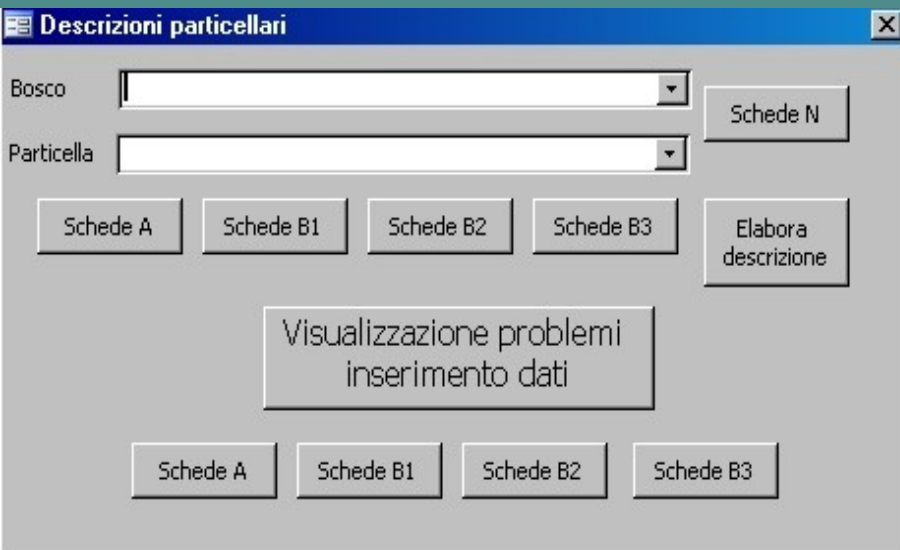 Descrizioni particellari
Bosco
Schede N
Particella
Schede A
Schede B1
Schede B2
Schede B3
Elabora
descrizione
Visualizzazione problemi
inserimento dati
Schede A
Schede B1
Schede B2
Schede B3